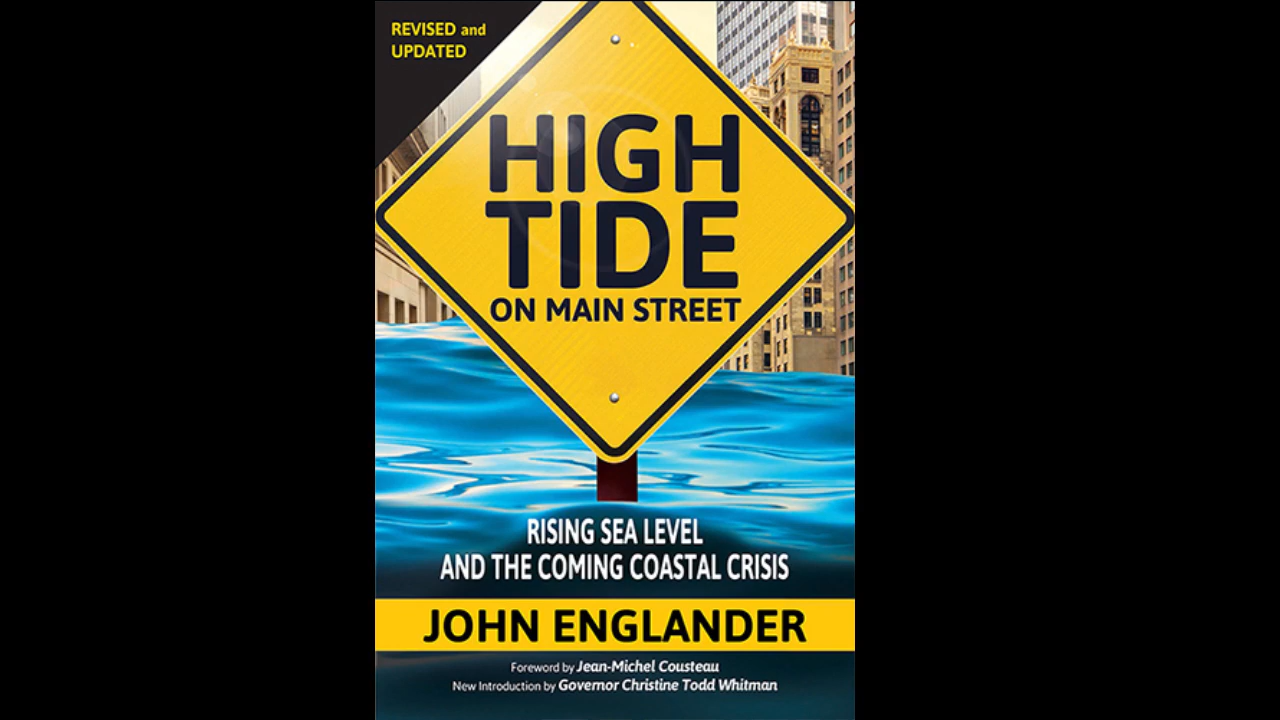 REVISED and
UPDATED
HIGH
TIDE
ON MAIN STREET
RISING SEA LEVEL
AND THE COMING COASTAL CRISIS
JOHN ENGLANDER
Foreword by Jean-Michel Cousteau
New Introduction by Governor Christine Todd Whitman